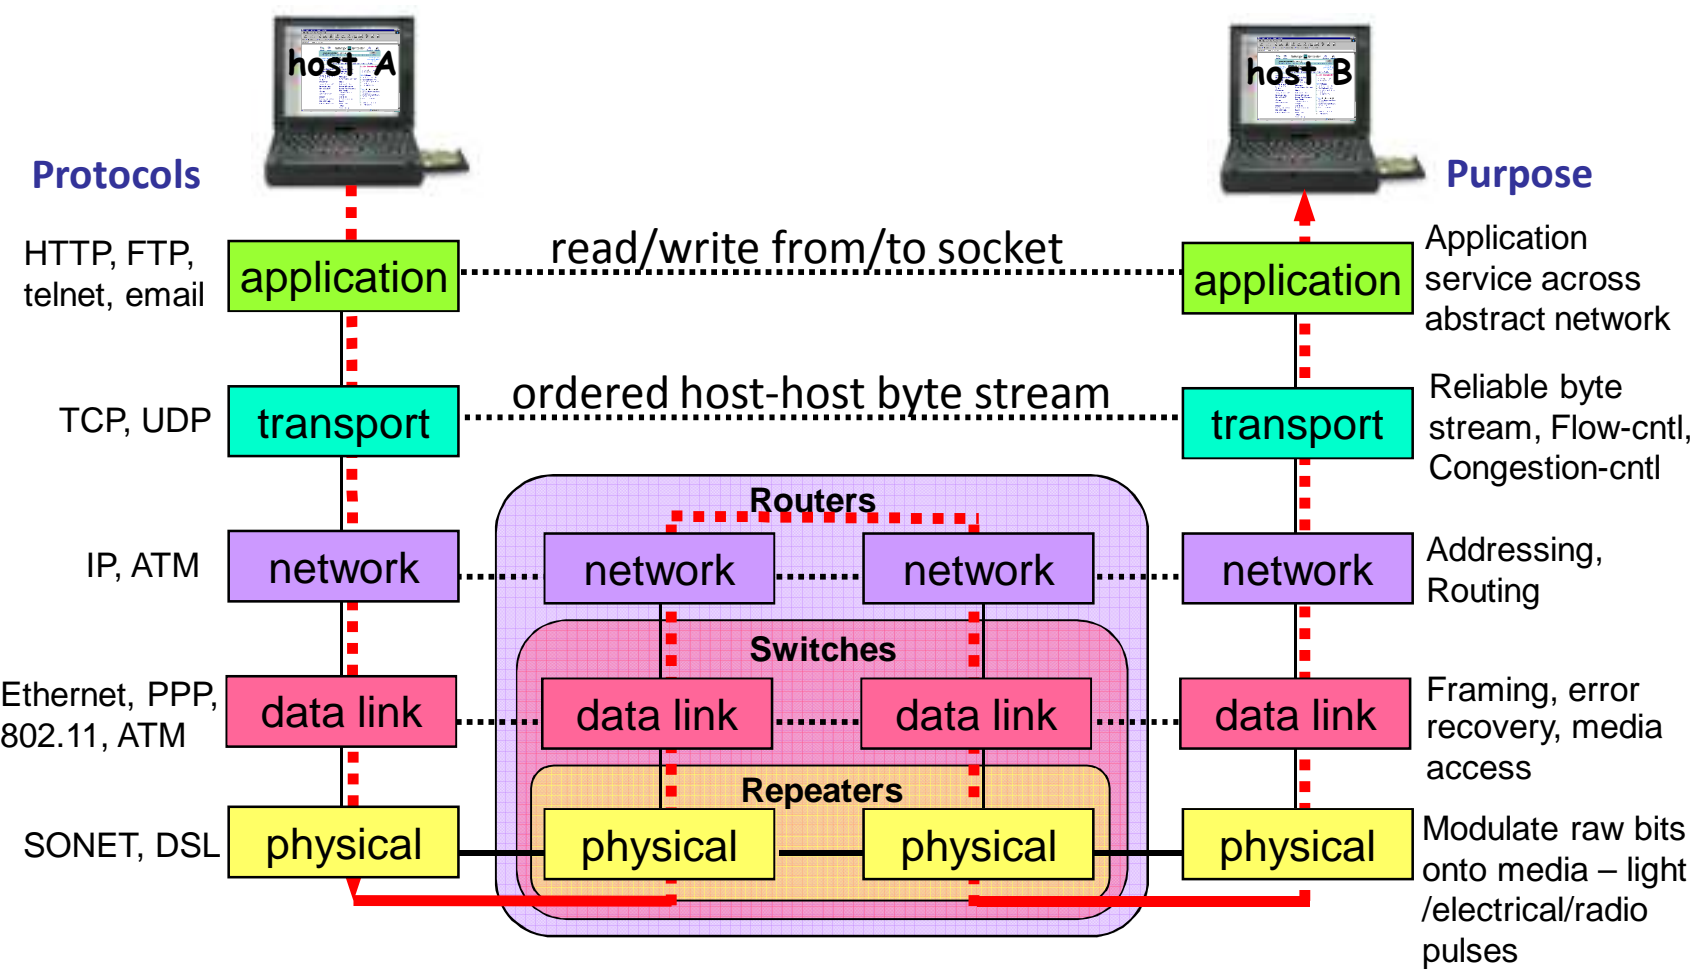 host A
host B
Protocols
Purpose
HTTP, FTP,
telnet, email
application
read/write from/to socket
application
Application
service across
abstract network
TCP, UDP
transport
ordered host-host byte stream
transport
Reliable byte
stream, Flow-cntl,
Congestion-cntl
Routers
IP, ATM
network
network
network
network
Addressing,
Routing
Switches
Ethernet, PPP,
802.11, ATM
data link
data link
data link
data link
Framing, error
recovery, media
access
Repeaters
SONET, DSL
physical
physical
physical
physical
Modulate raw bits
onto media – light
/electrical/radio
pulses